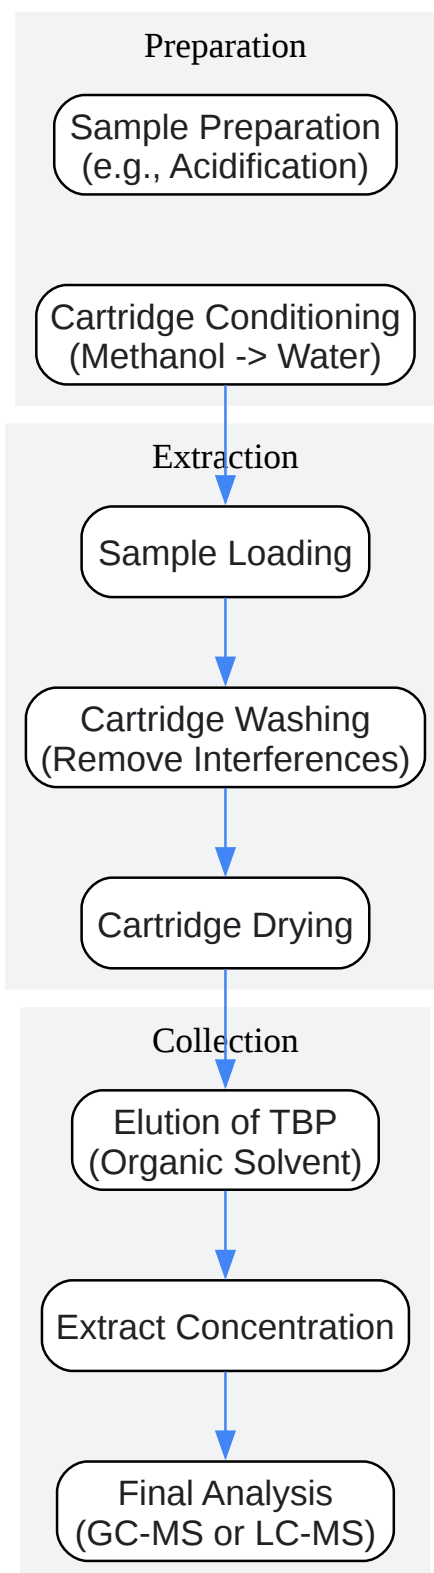 Preparation
Sample Preparation
(e.g., Acidification)
Cartridge Conditioning
(Methanol -> Water)
Extraction
Sample Loading
Cartridge Washing
(Remove Interferences)
Cartridge Drying
Collection
Elution of TBP
(Organic Solvent)
Extract Concentration
Final Analysis
(GC-MS or LC-MS)